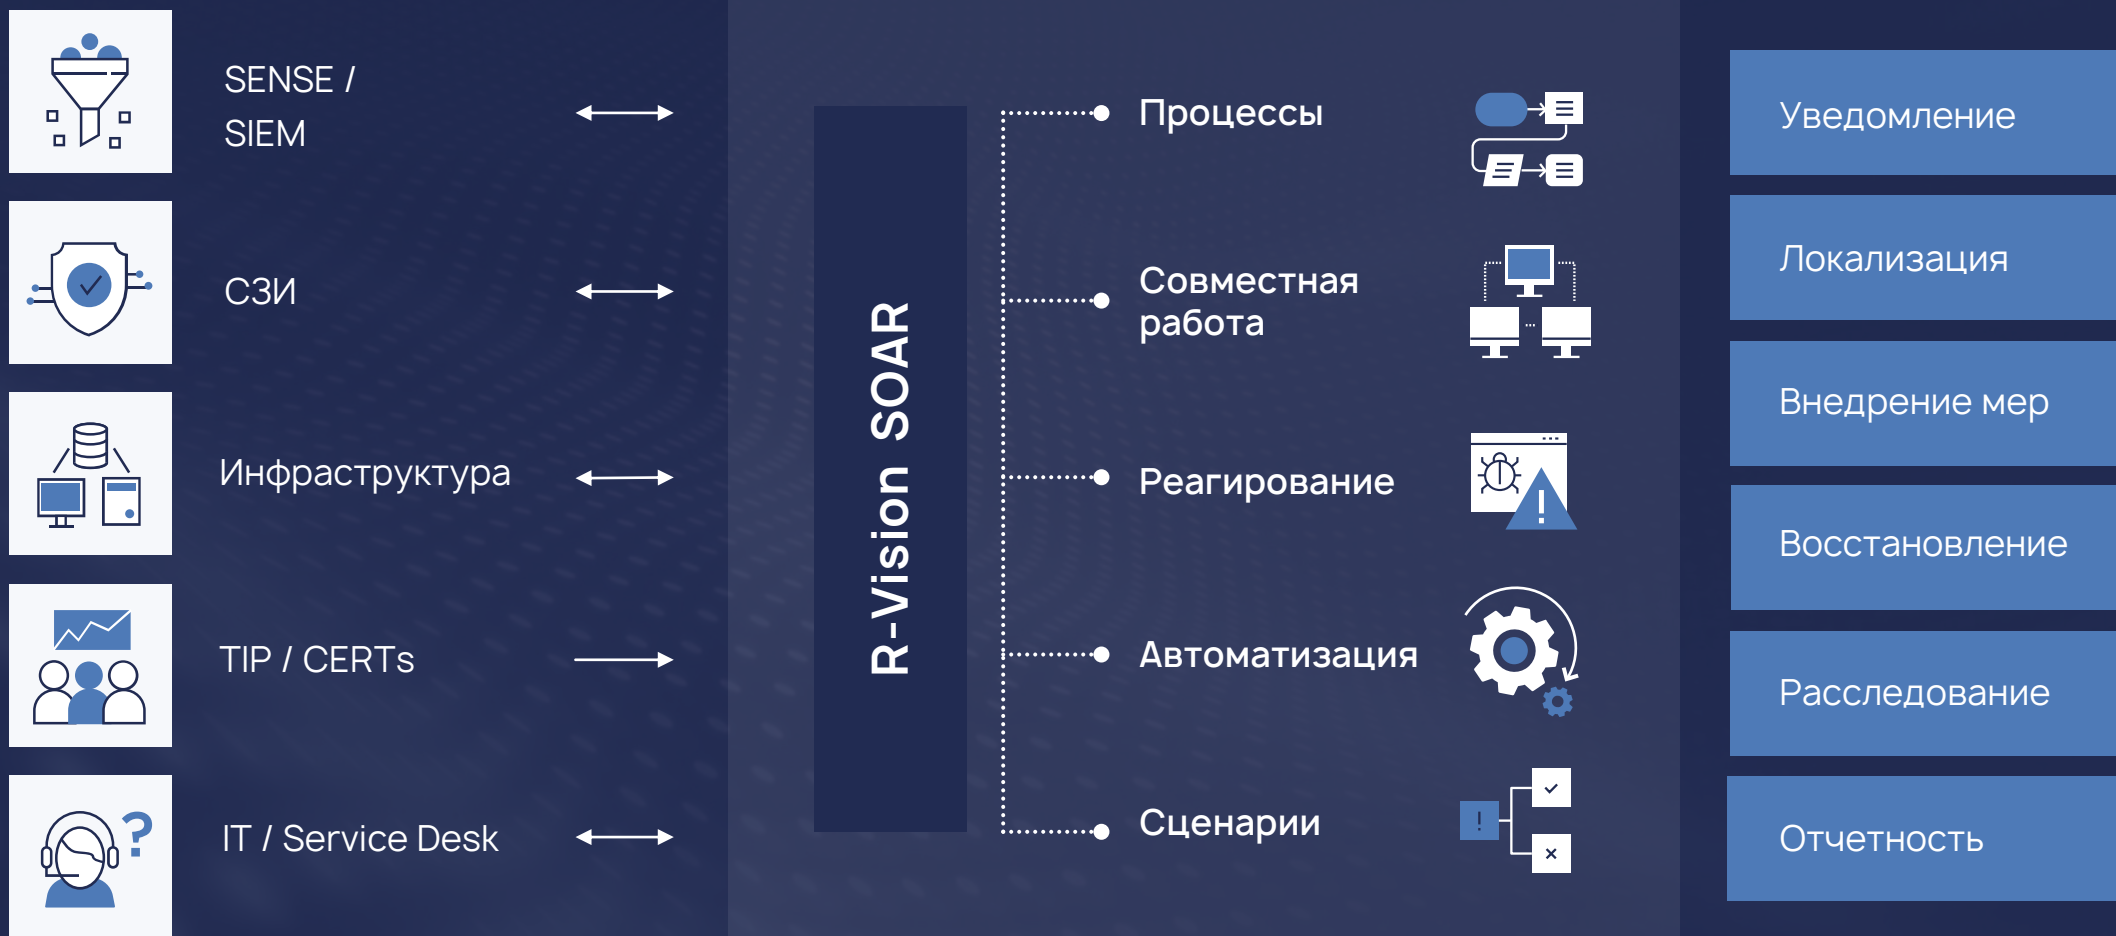 SENSE /
SIEM
СЗИ
Инфраструктура
TIP / CERTs
IT / Service Desk
R-Vision SOAR
Процессы
Совместная
работа
Реагирование
Автоматизация
Сценарии
Уведомление
Локализация
Внедрение мер
Восстановление
Расследование
Отчетность